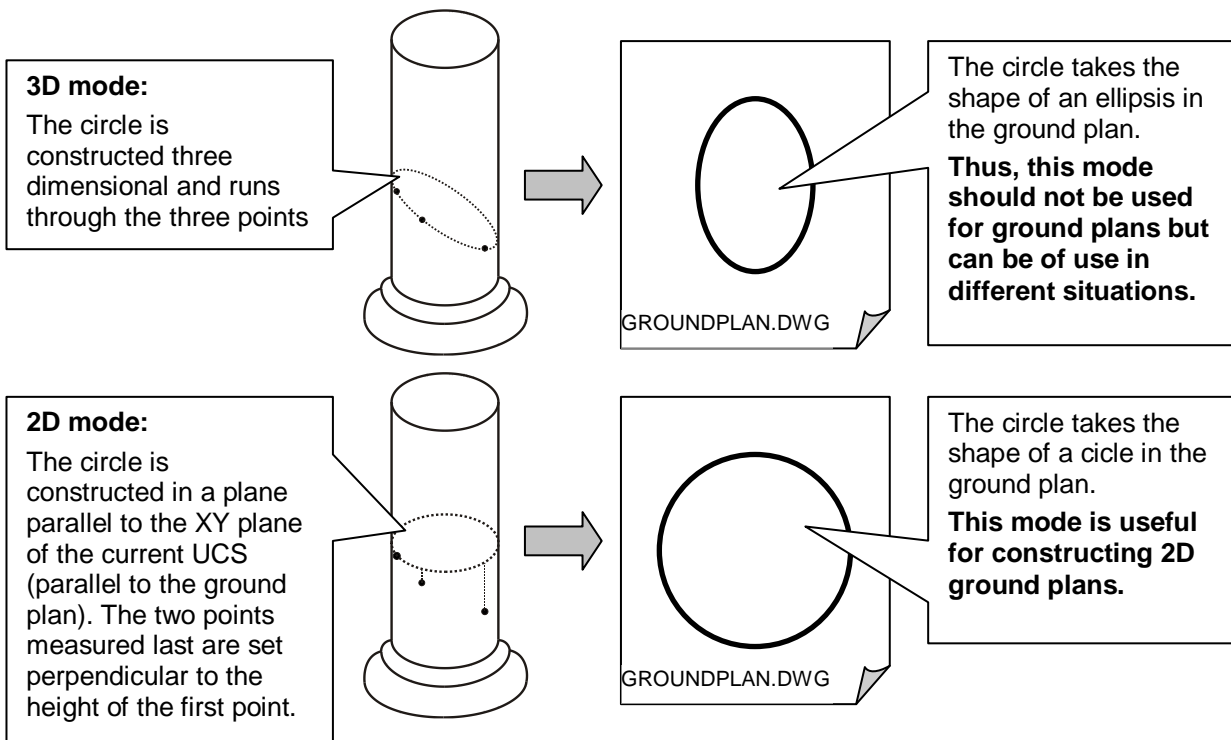 3D mode:
The circle is
constructed three
dimensional and runs
through the three points
GROUNDPLAN.DWG
The circle takes the
shape of an ellipsis in
the ground plan.
Thus, this mode
should not be used
for ground plans but
can be of use in
different situations.
2D mode:
The circle is
constructed in a plane
parallel to the XY plane
of the current UCS
(parallel to the ground
plan). The two points
measured last are set
perpendicular to the
height of the first point.
GROUNDPLAN.DWG
The circle takes the
shape of a cicle in the
ground plan.
This mode is useful
for constructing 2D
ground plans.